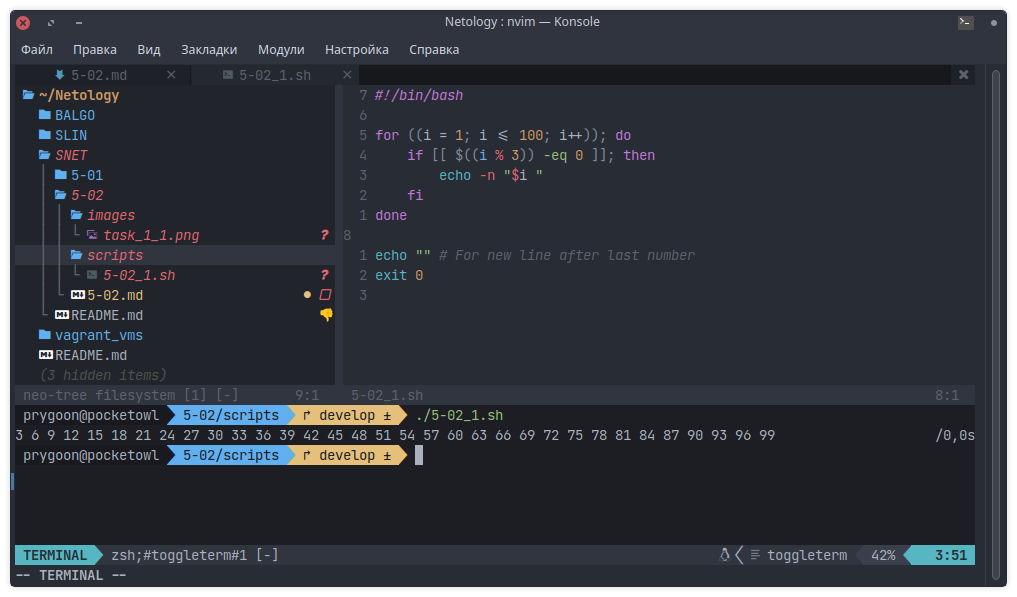 Netology : nvim — Konsole
Файл Правка Вид Закладки Модули Настройка Справка
5-02.md 5-02_1.sh
~/Netology
BALGO
SLIN
SNET
5-01
5-02
images
task_1_1.png ?
scripts
5-02_1.sh ?
5-02.md
README.md
vagrant_vms
README.md
(3 hidden items)
7 #!/bin/bash
6
5 for ((i = 1; i ≤ 100; i++)); do
4 if [[ $((i % 3)) -eq 0 ]]; then
3 echo -n "$i "
2 fi
1 done
8
1 echo "" # For new line after last number
2 exit 0
3
neo-tree filesystem [1] [-] 9:1 5-02_1.sh 8:1
prygoon@pocketowl 5-02/scripts develop ± ./5-02_1.sh
3 6 9 12 15 18 21 24 27 30 33 36 39 42 45 48 51 54 57 60 63 66 69 72 75 78 81 84 87 90 93 96 99 /0,0s
prygoon@pocketowl 5-02/scripts develop ±
TERMINAL zsh;#toggleterm#1 [-] toggleterm 42% 3:51
-- TERMINAL --